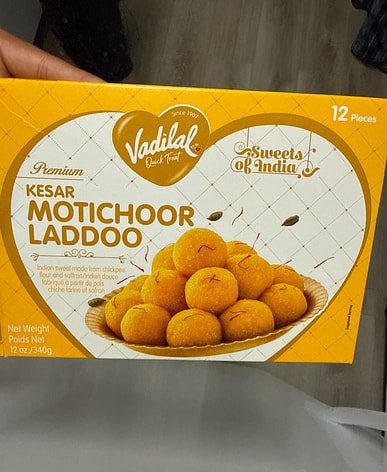 Since 1907
Vadilal
Quick Treat
12 Pieces
Sweets
of India
Premium
KESAR
MOTICHOOR
LADDOO
Indian sweet made from chickpea
flour and saffron/Indien douce
fabriqué à partir de pois
chiche farine et safran
Net Weight
Poids Net
12 oz./340g